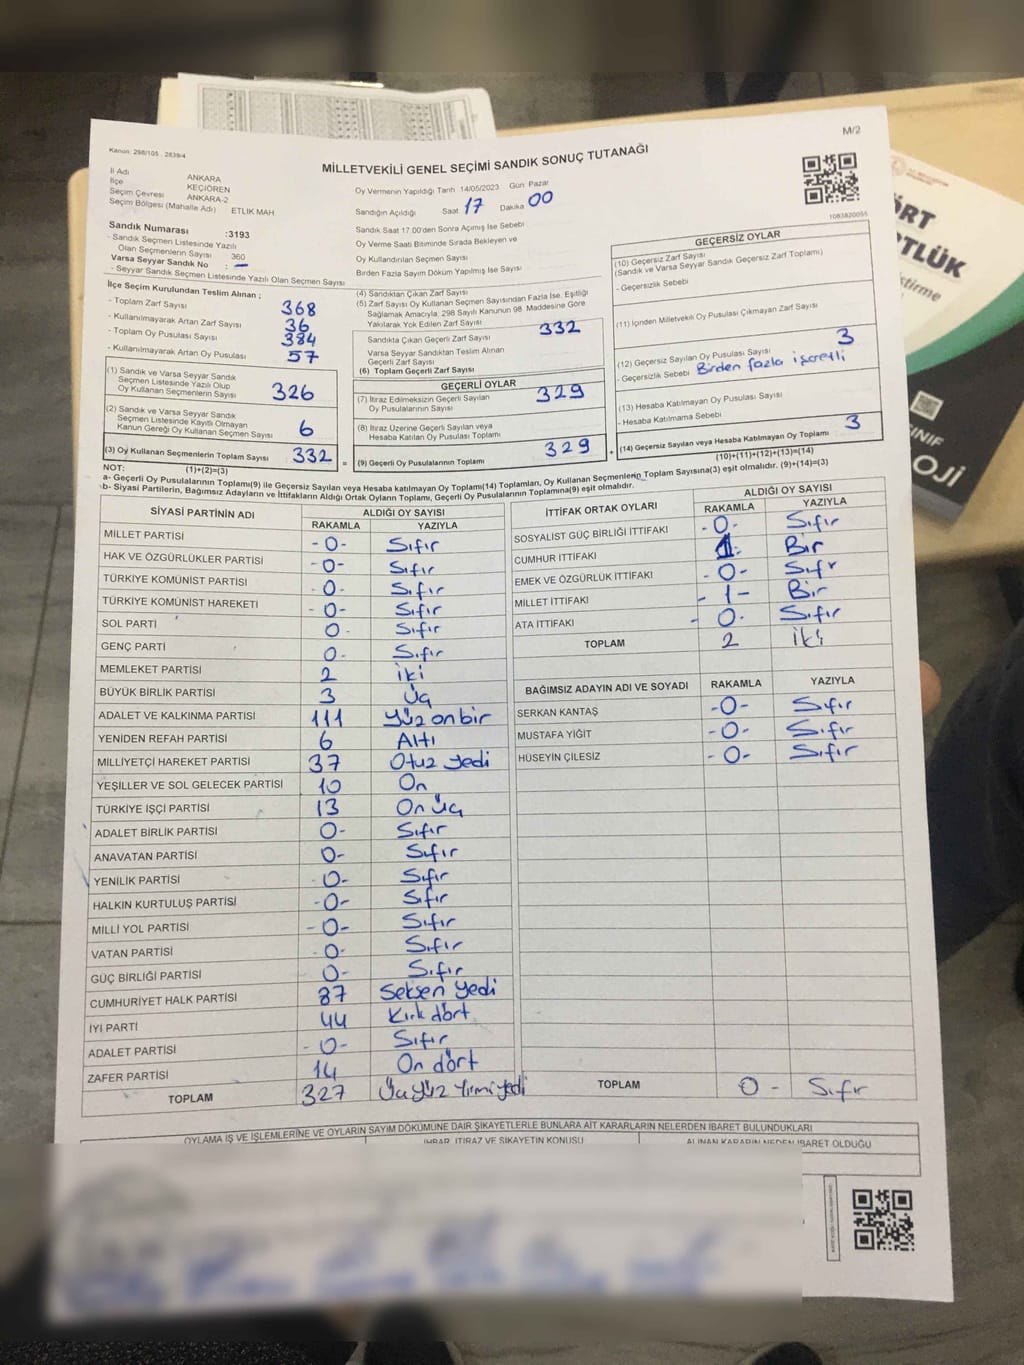 M/2
Kanun: 298/105 2839/4
MİLLETVEKİLİ GENEL SEÇİMİ SANDIK SONUÇ TUTANAĞI
İl Adı ANKARA
İlçe KEÇİÖREN
Seçim Çevresi ANKARA-2
Seçim Bölgesi (Mahalle Adı) ETLIK MAH.
Sandık Numarası :3193
- Sandık Seçmen Listesinde Yazılı
Olan Seçmenlerin Sayısı 360
Varsa Seyyar Sandık No : -
- Seyyar Sandık Seçmen Listesinde Yazılı Olan Seçmen Sayısı
Oy Vermenin Yapıldığı Tarih 14/05/2023 Gün Pazar
Sandığın Açıldığı Saat 17 Dakika 00
Sandık Saat 17.00'den Sonra Açımış İse Sebebi
Oy Verme Saati Bitiminde Sırada Bekleyen ve
Oy Kullandırılan Seçmen Sayısı
Birden Fazla Sayım Döküm Yapılmış İse Sayısı
1083820055
İlçe Seçim Kurulundan Teslim Alınan ;
- Toplam Zarf Sayısı 368
- Kullanılmayarak Artan Zarf Sayısı 36
- Toplam Oy Pusulası Sayısı 384
- Kullanılmayarak Artan Oy Pusulası 57
(1) Sandık ve Varsa Seyyar Sandık
Seçmen Listesinde Yazılı Olup
Oy Kullanan Seçmenlerin Sayısı 326
(2) Sandık ve Varsa Seyyar Sandık
Seçmen Listesinde Kayıtlı Olmayan
Kanun Gereği Oy Kullanan Seçmen Sayısı 6
(3) Oy Kullanan Seçmenlerin Toplam Sayısı 332
(4) Sandıktan Çıkan Zarf Sayısı
(5) Zarf Sayısı Oy Kullanan Seçmen Sayısından Fazla İse, Eşitliği
Sağlamak Amacıyla, 298 Sayılı Kanunun 98. Maddesine Göre
Yakılarak Yok Edilen Zarf Sayısı
Sandıkta Çıkan Geçerli Zarf Sayısı 332
Varsa Seyyar Sandıktan Teslim Alınan
Geçerli Zarf Sayısı
(6) Toplam Geçerli Zarf Sayısı
GEÇERLİ OYLAR
(7) İtiraz Edilmeksizin Geçerli Sayılan
Oy Pusulalarının Sayısı 329
(8) İtiraz Üzerine Geçerli Sayılan veya
Hesaba Katılan Oy Pusulası Toplamı
= (9) Geçerli Oy Pusulalarının Toplamı 329
GEÇERSİZ OYLAR
(10) Geçersiz Zarf Sayısı
(Sandık ve Varsa Seyyar Sandık Geçersiz Zarf Toplamı)
- Geçersizlik Sebebi
(11) İçinden Milletvekili Oy Pusulası Çıkmayan Zarf Sayısı
(12) Geçersiz Sayılan Oy Pusulası Sayısı 3
- Geçersizlik Sebebi Birden fazla işaretli
(13) Hesaba Katılmayan Oy Pusulası Sayısı
- Hesaba Katılmama Sebebi
+ (14) Geçersiz Sayılan veya Hesaba Katılmayan Oy Toplamı 3
NOT: (1)+(2)=(3)
(10)+(11)+(12)+(13)=(14)
a- Geçerli Oy Pusulalarının Toplamı(9) ile Geçersiz Sayılan veya Hesaba katılmayan Oy Toplamı(14) Toplamları, Oy Kullanan Seçmenlerin Toplam Sayısına(3) eşit olmalıdır. (9)+(14)=(3)
b- Siyasi Partilerin, Bağımsız Adayların ve İttifakların Aldığı Ortak Oyların Toplamı, Geçerli Oy Pusulalarının Toplamına(9) eşit olmalıdır.
SİYASİ PARTİNİN ADI ALDIĞI OY SAYISI
RAKAMLA YAZIYLA
MİLLET PARTİSİ -0- Sıfır
HAK VE ÖZGÜRLÜKLER PARTİSİ -0- Sıfır
TÜRKİYE KOMÜNİST PARTİSİ -0- Sıfır
TÜRKİYE KOMÜNİST HAREKETİ -0- Sıfır
SOL PARTİ 0- Sıfır
GENÇ PARTİ 0- Sıfır
MEMLEKET PARTİSİ 2 iki
BÜYÜK BİRLİK PARTİSİ 3 Üç
ADALET VE KALKINMA PARTİSİ 111 yüz on bir
YENİDEN REFAH PARTİSİ 6 Altı
MİLLİYETÇİ HAREKET PARTİSİ 37 Otuz yedi
YEŞİLLER VE SOL GELECEK PARTİSİ 10 On
TÜRKİYE İŞÇİ PARTİSİ 13 On Üç
ADALET BİRLİK PARTİSİ 0- Sıfır
ANAVATAN PARTİSİ 0- Sıfır
YENİLİK PARTİSİ -0- Sıfır
HALKIN KURTULUŞ PARTİSİ -0- Sıfır
MİLLİ YOL PARTİSİ -0- Sıfır
VATAN PARTİSİ -0- Sıfır
GÜÇ BİRLİĞİ PARTİSİ 0- Sıfır
CUMHURİYET HALK PARTİSİ 87 Seksen yedi
İYİ PARTİ 44 Kırk dört
ADALET PARTİSİ -0- Sıfır
ZAFER PARTİSİ 14 On dört
TOPLAM 327 Üç yüz yirmi yedi
İTTİFAK ORTAK OYLARI ALDIĞI OY SAYISI
RAKAMLA YAZIYLA
SOSYALIST GÜÇ BİRLİĞİ İTTİFAKI -0- Sıfır
CUMHUR İTTİFAKI 1- Bir
EMEK VE ÖZGÜRLÜK İTTİFAKI -0- Sıfır
MİLLET İTTİFAKI -1- Bir
ATA İTTİFAKI -0- Sıfır
TOPLAM 2 iki
BAĞIMSIZ ADAYIN ADI VE SOYADI RAKAMLA YAZIYLA
SERKAN KANTAŞ -0- Sıfır
MUSTAFA YİĞİT -0- Sıfır
HÜSEYİN ÇİLESİZ -0- Sıfır
TOPLAM 0- Sıfır
OYLAMA İŞ VE İŞLEMLERİNE VE OYLARIN SAYIM DÖKÜMÜNE DAİR ŞİKAYETLERLE BUNLARA AİT KARARLARIN NELERDEN İBARET BULUNDUKLARI
İHBAR, İTİRAZ VE ŞİKAYETİN KONUSU
ALINAN KARARIN NEDEN İBARET OLDUĞU